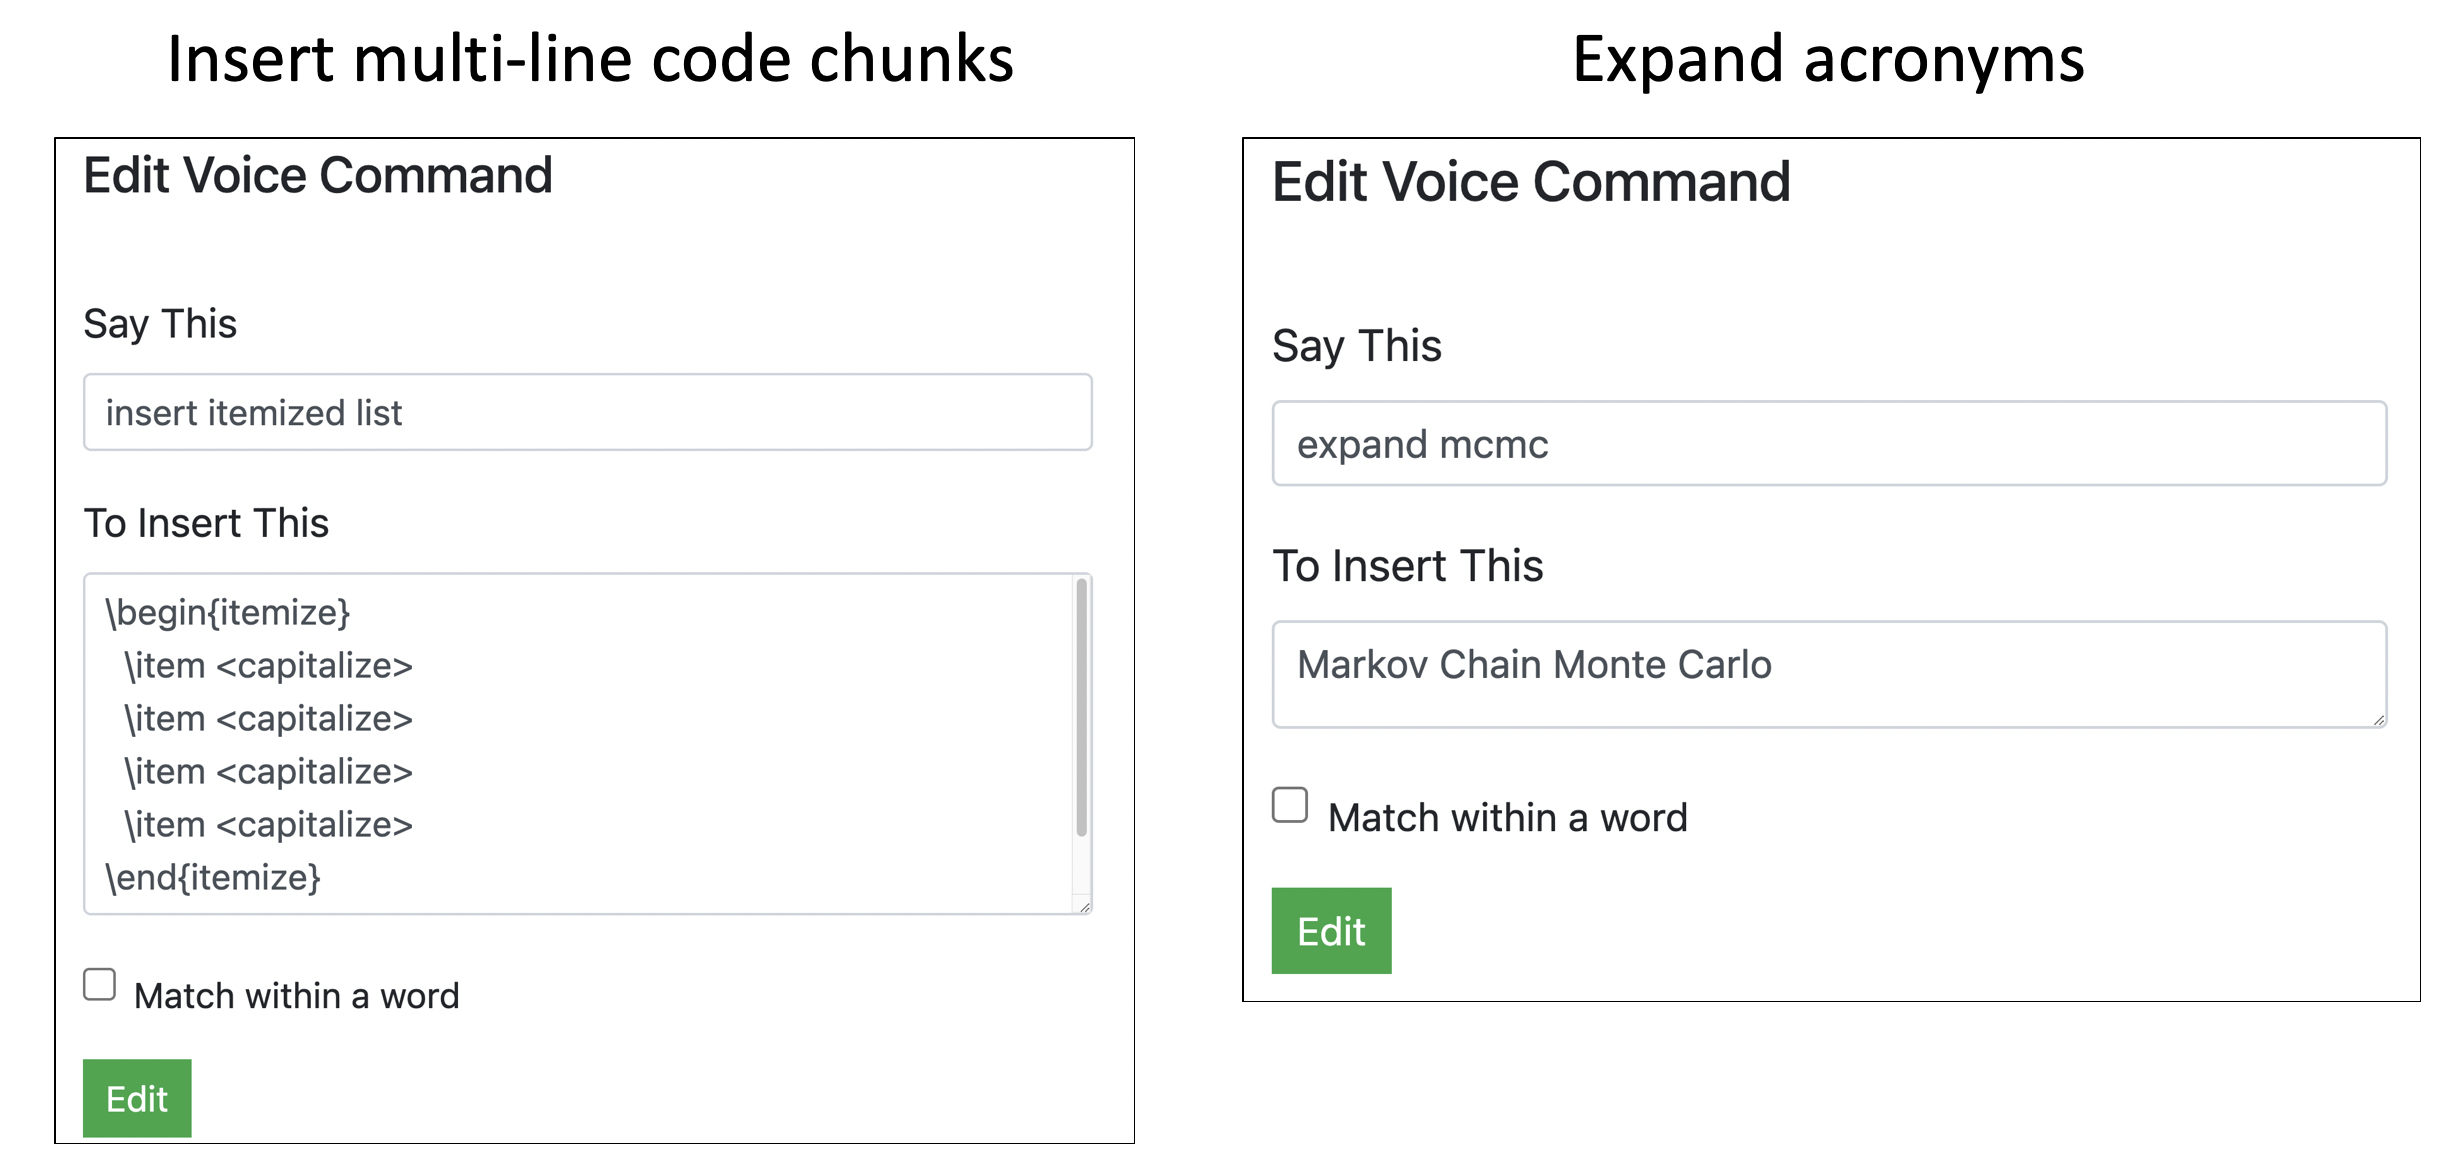 Insert multi-line code chunks
Edit Voice Command
Say This
insert itemized list
To Insert This
\begin{itemize}
  \item <capitalize>
  \item <capitalize>
  \item <capitalize>
  \item <capitalize>
\end{itemize}
Match within a word
Edit
Expand acronyms
Edit Voice Command
Say This
expand mcmc
To Insert This
Markov Chain Monte Carlo
Match within a word
Edit